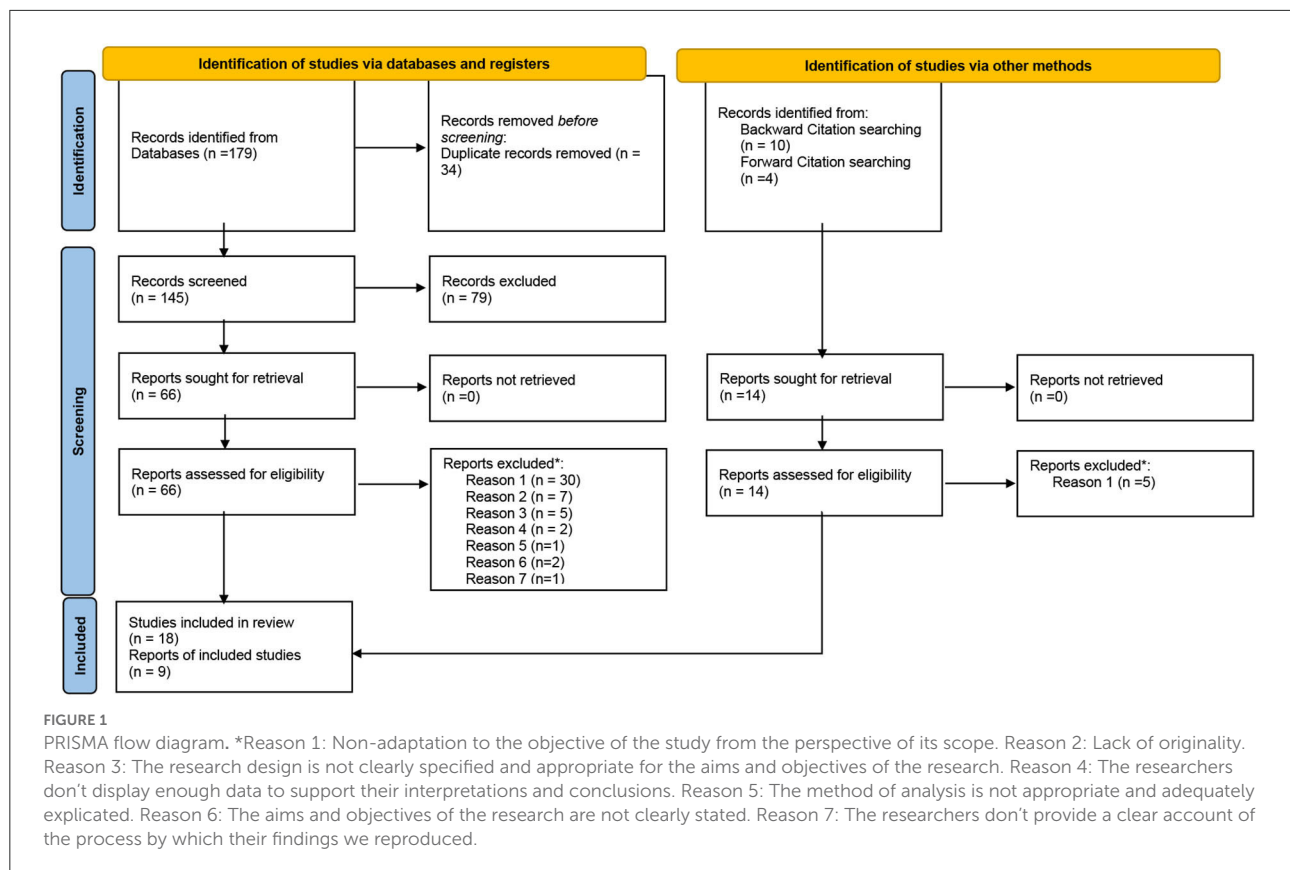 Identification of studies via databases and registers
Identification of studies via other methods
Identification
Records identified from
Databases (n =179)
Records removed before
screening:
Duplicate records removed (n =
34)
Records identified from:
Backward Citation searching
(n = 10)
Forward Citation searching
(n =4)
Screening
Records screened
(n = 145)
Records excluded
(n = 79)
Reports sought for retrieval
(n = 66)
Reports not retrieved
(n =0)
Reports sought for retrieval
(n =14)
Reports not retrieved
(n =0)
Reports assessed for eligibility
(n = 66)
Reports excluded*:
Reason 1 (n = 30)
Reason 2 (n = 7)
Reason 3 (n = 5)
Reason 4 (n = 2)
Reason 5 (n=1)
Reason 6 (n=2)
Reason 7 (n=1)
Reports assessed for eligibility
(n = 14)
Reports excluded*:
Reason 1 (n =5)
Included
Studies included in review
(n = 18)
Reports of included studies
(n = 9)
FIGURE 1
PRISMA flow diagram. *Reason 1: Non-adaptation to the objective of the study from the perspective of its scope. Reason 2: Lack of originality.
Reason 3: The research design is not clearly specified and appropriate for the aims and objectives of the research. Reason 4: The researchers
don't display enough data to support their interpretations and conclusions. Reason 5: The method of analysis is not appropriate and adequately
explicated. Reason 6: The aims and objectives of the research are not clearly stated. Reason 7: The researchers don't provide a clear account of
the process by which their findings we reproduced.